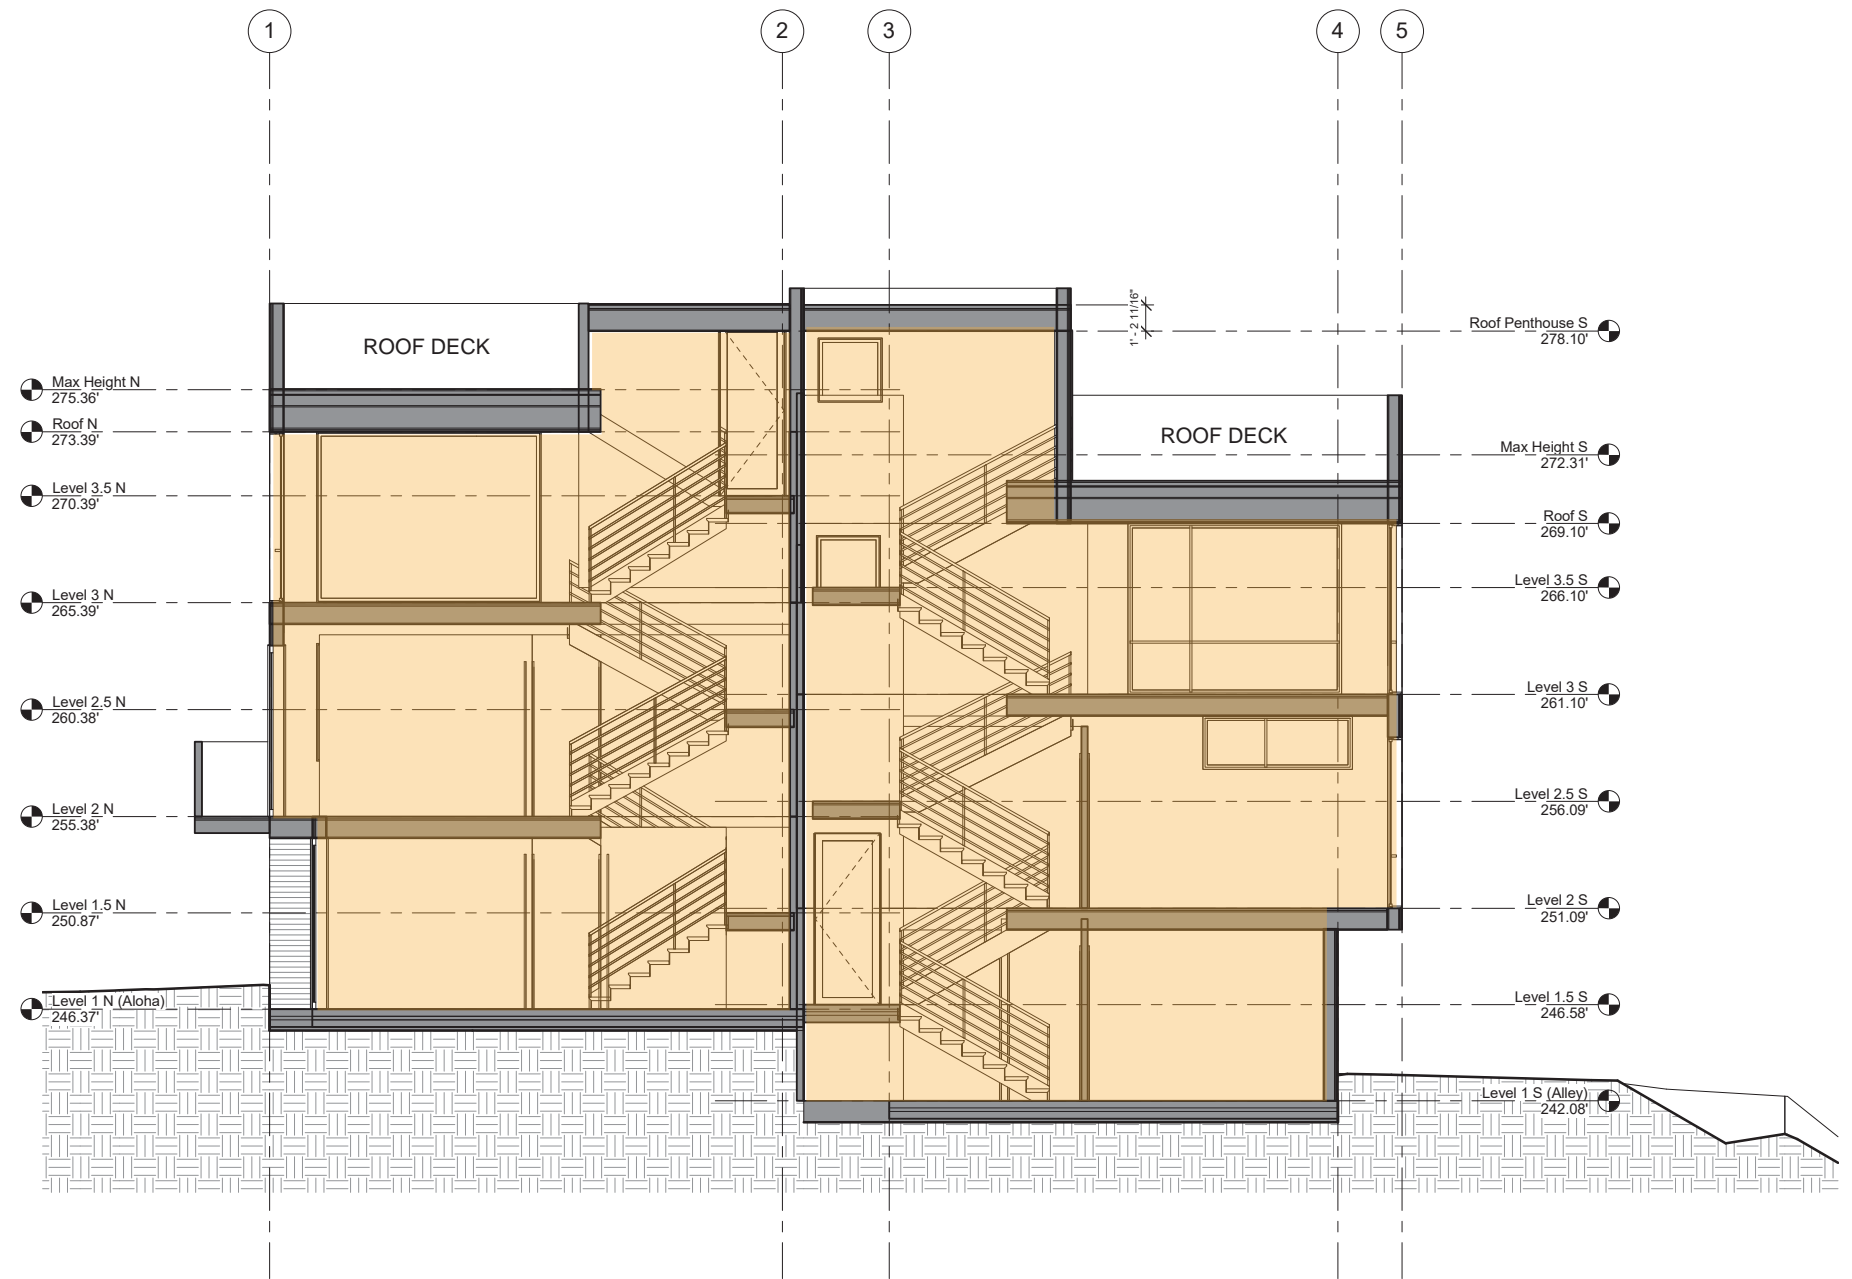 1
2
3
4
5
1' - 2 11/16"
ROOF DECK
Roof Penthouse S
278.10'
Max Height N
275.36'
Roof N
273.39'
ROOF DECK
Max Height S
272.31'
Level 3.5 N
270.39'
Roof S
269.10'
Level 3.5 S
266.10'
Level 3 N
265.39'
Level 3 S
261.10'
Level 2.5 N
260.38'
Level 2.5 S
256.09'
Level 2 N
255.38'
Level 2 S
251.09'
Level 1.5 N
250.87'
Level 1.5 S
246.58'
Level 1 N (Aloha)
246.37'
Level 1 S (Alley)
242.08'